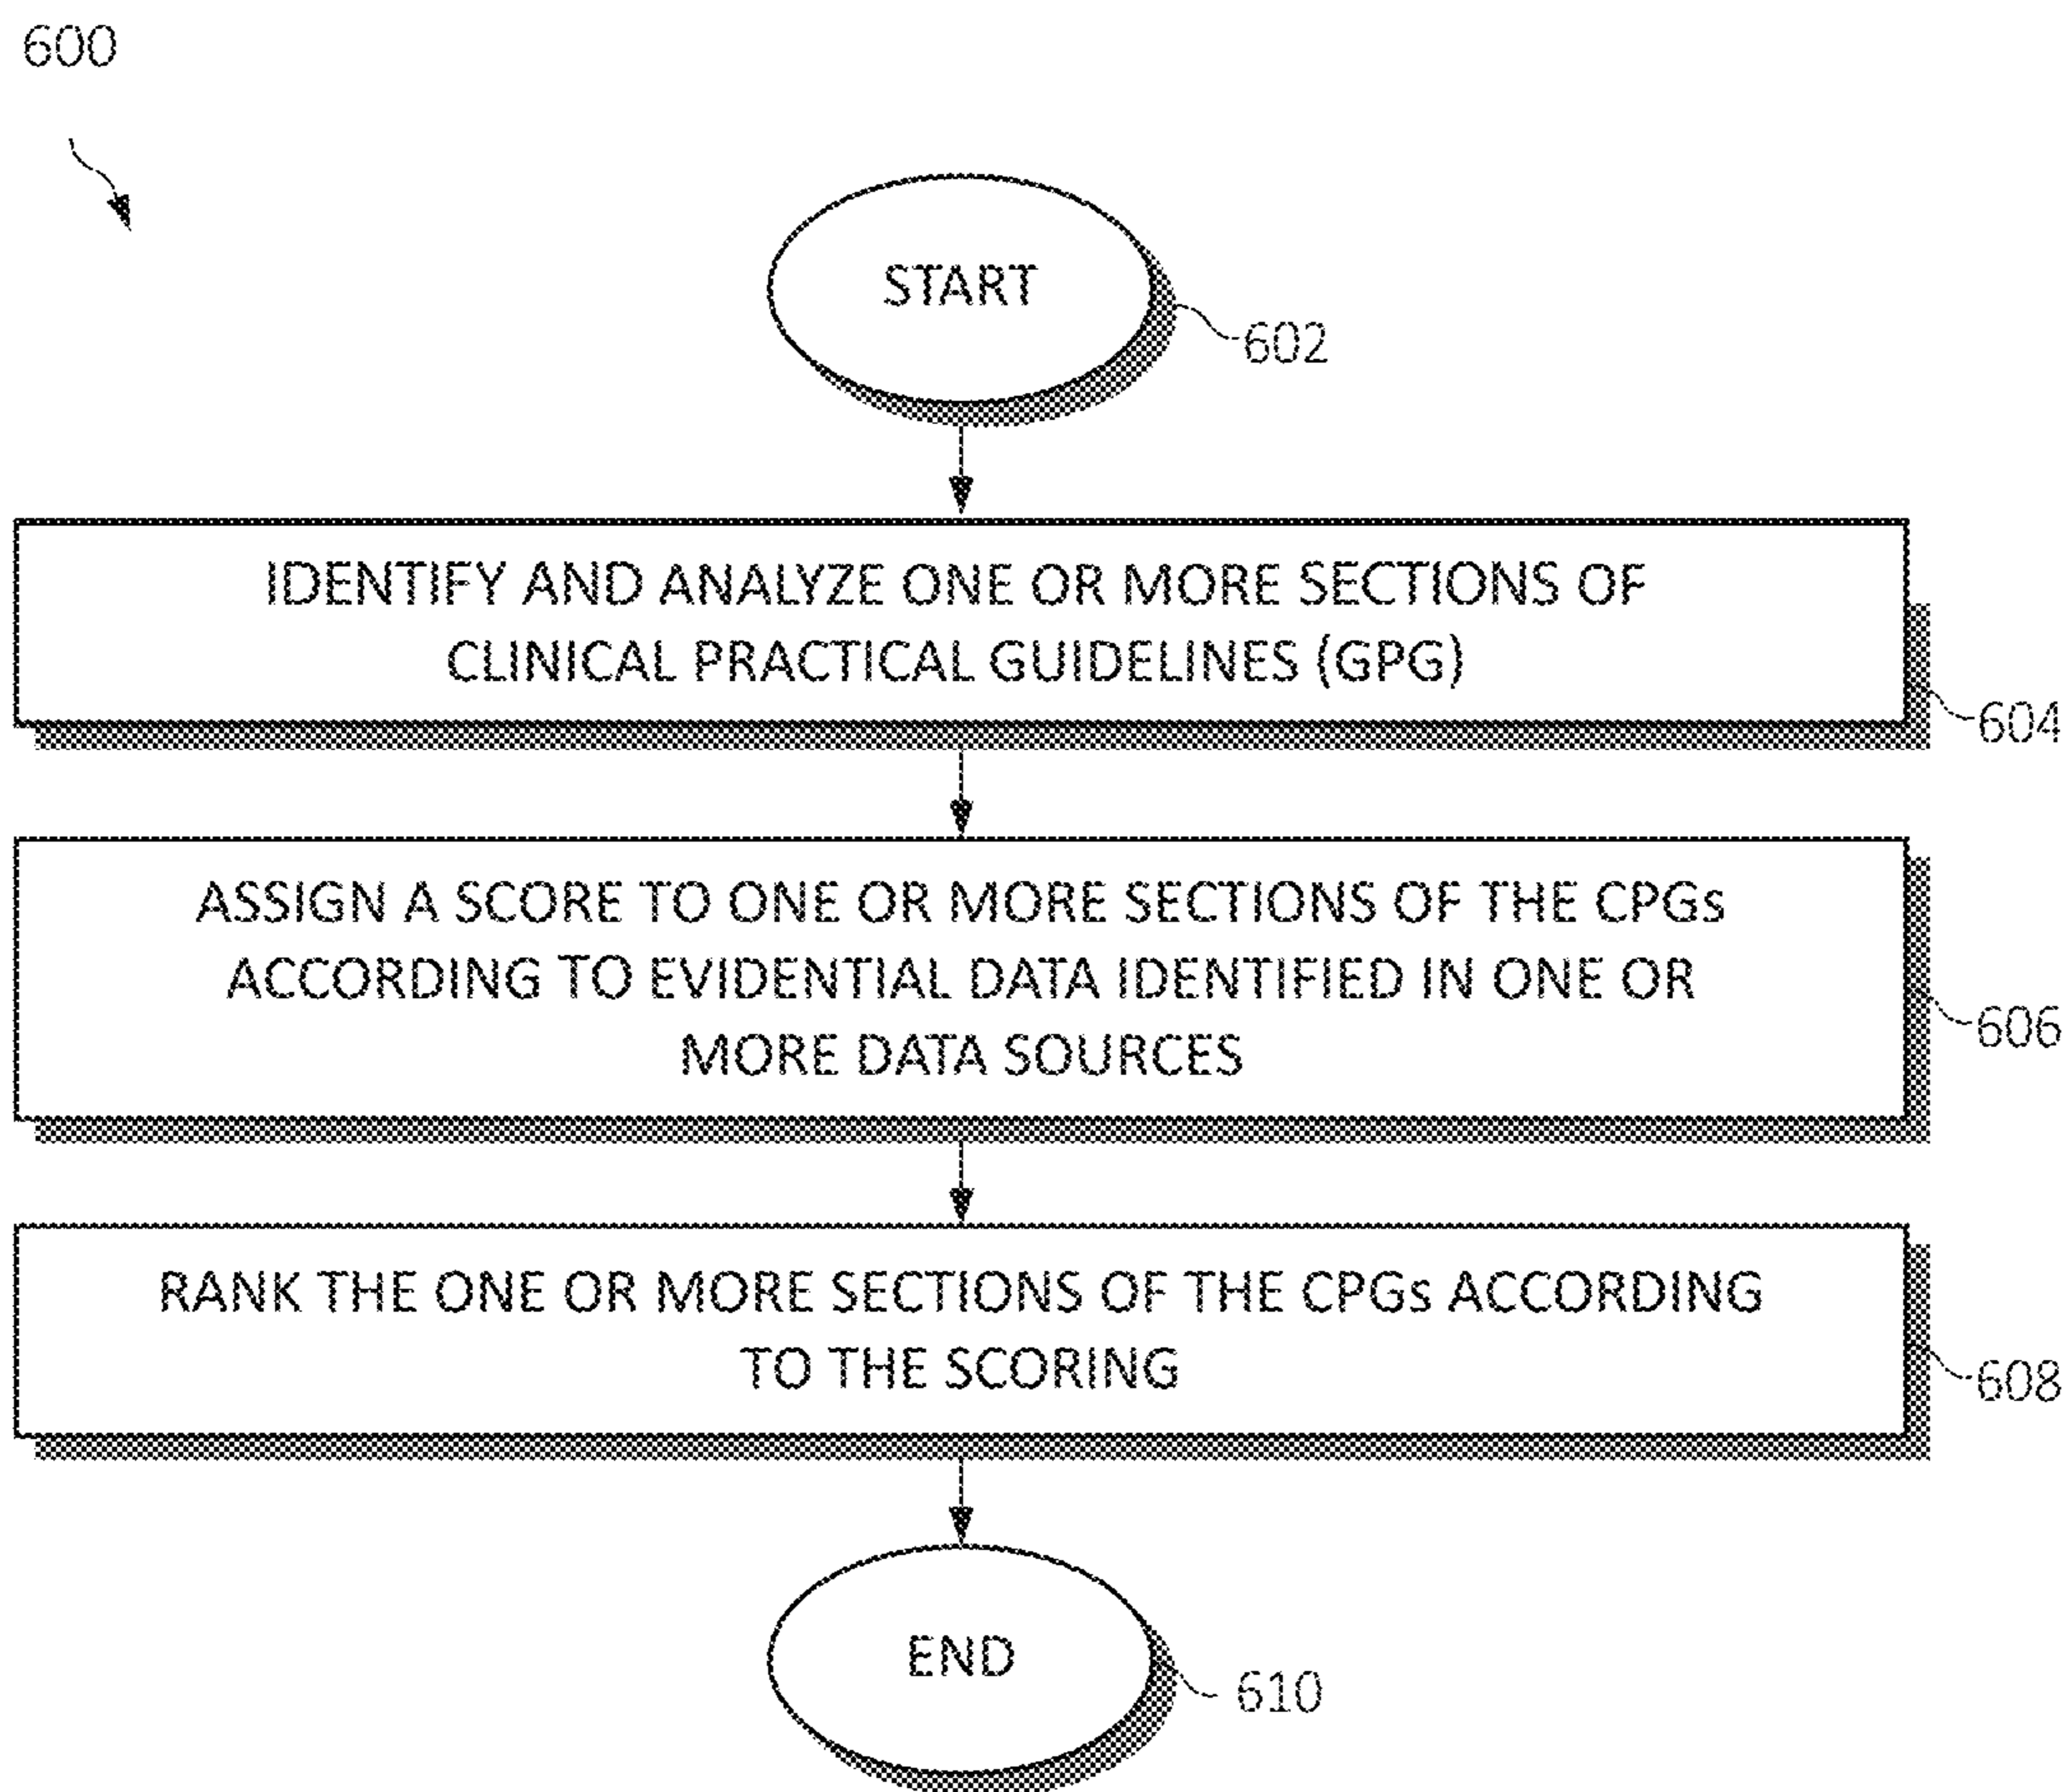 600
START
602
IDENTIFY AND ANALYZE ONE OR MORE SECTIONS OF
CLINICAL PRACTICAL GUIDELINES (GPG)
604
ASSIGN A SCORE TO ONE OR MORE SECTIONS OF THE CPGs
ACCORDING TO EVIDENTIAL DATA IDENTIFIED IN ONE OR
MORE DATA SOURCES
606
RANK THE ONE OR MORE SECTIONS OF THE CPGs ACCORDING
TO THE SCORING
608
END
610